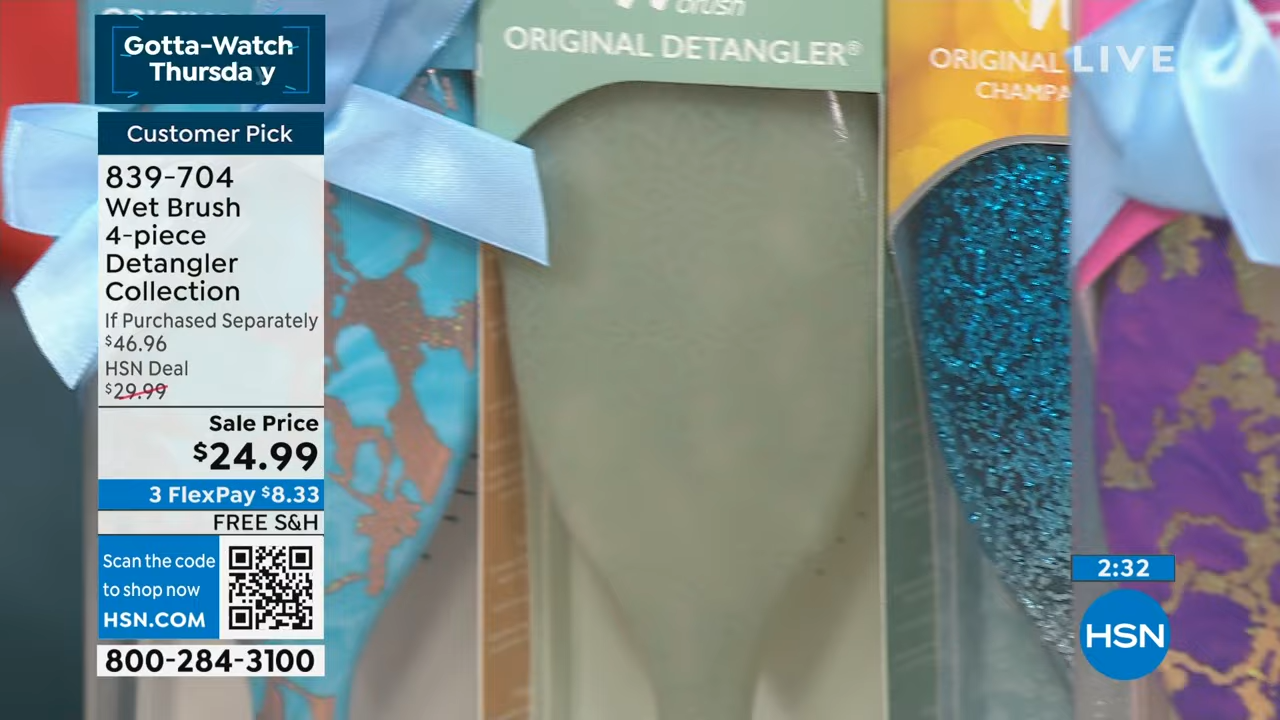 Gotta-Watch
Thursday
Customer Pick
839-704
Wet Brush
4-piece
Detangler
Collection
If Purchased Separately
$46.96
HSN Deal
$29.99
Sale Price
$24.99
3 FlexPay $8.33
FREE S&H
Scan the code
to shop now
HSN.COM
800-284-3100
brush
ORIGINAL DETANGLER®
ORIGINAL
CHAMPA
LIVE
2:32
HSN